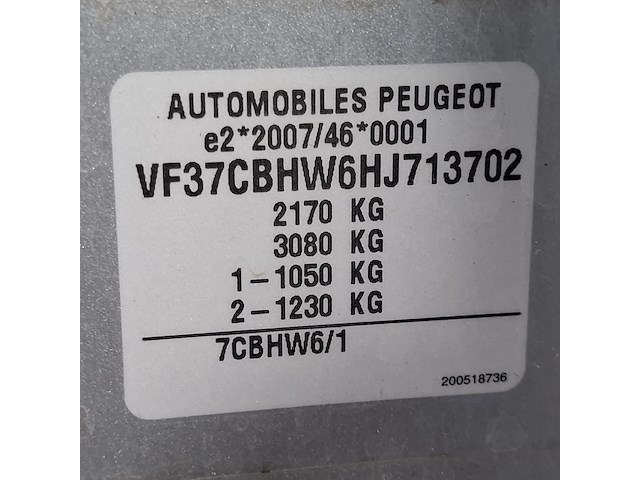 AUTOMOBILES PEUGEOT
e2*2007/46*0001
VF37CBHW6HJ713702
2170 KG
3080 KG
1-1050 KG
2-1230 KG
7CBHW6/1
200518736